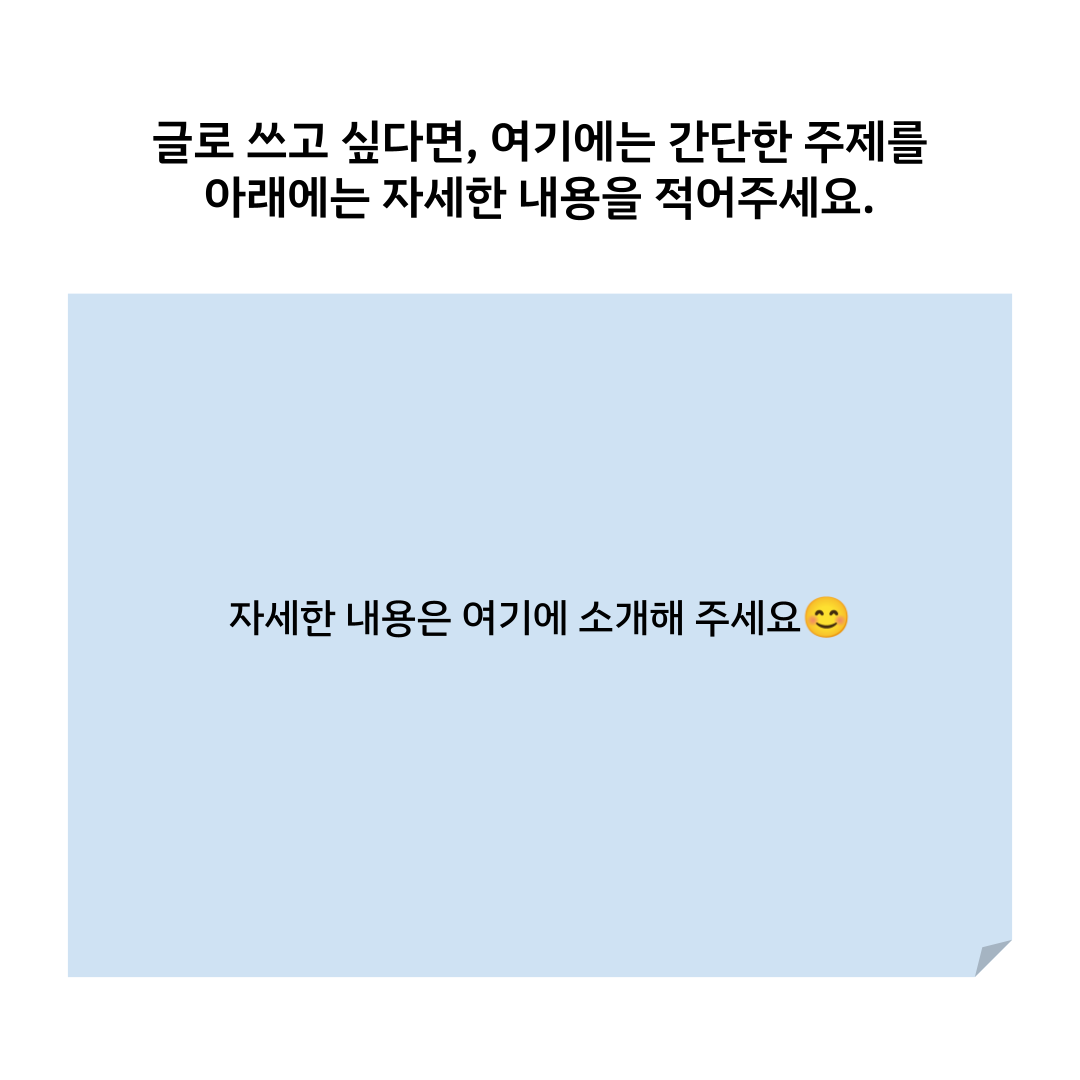 글로 쓰고 싶다면, 여기에는 간단한 주제를
아래에는 자세한 내용을 적어주세요.
자세한 내용은 여기에 소개해 주세요😊